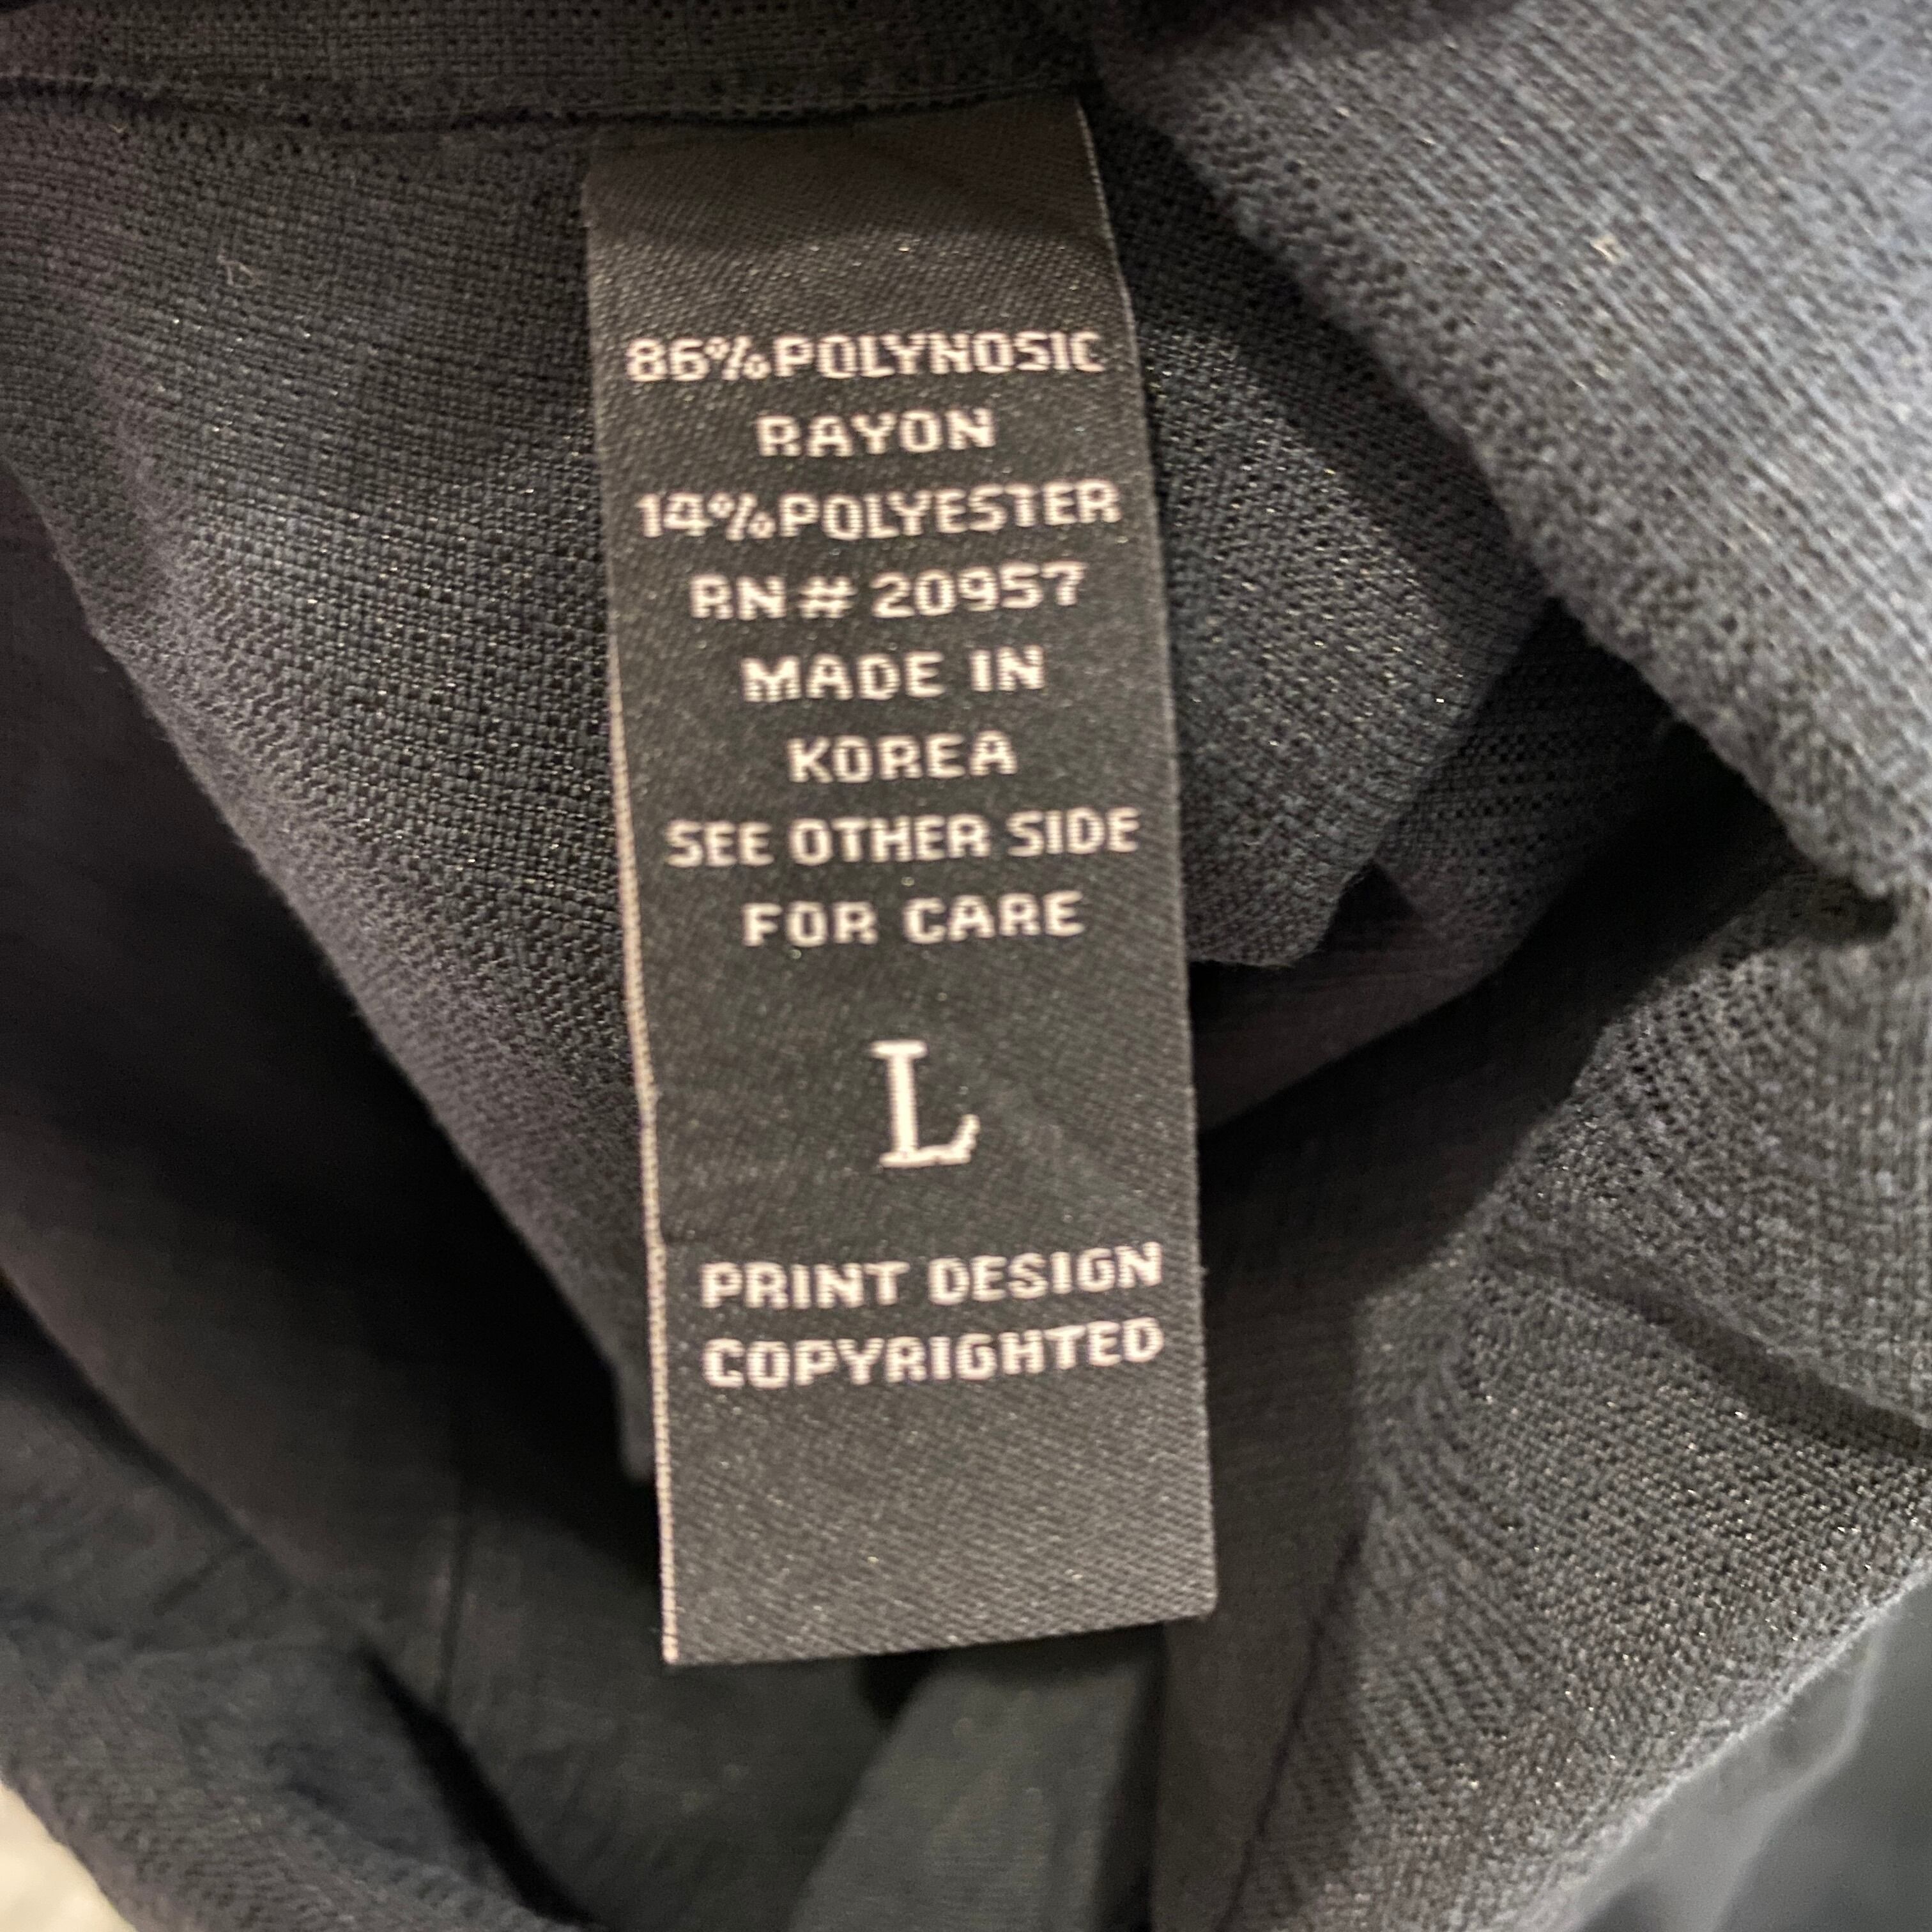 86%POLYNOSIC
RAYON
14%POLYESTER
RN# 20957
MADE IN
KOREA
SEE OTHER SIDE
FOR CARE
L
PRINT DESIGN
COPYRIGHTED